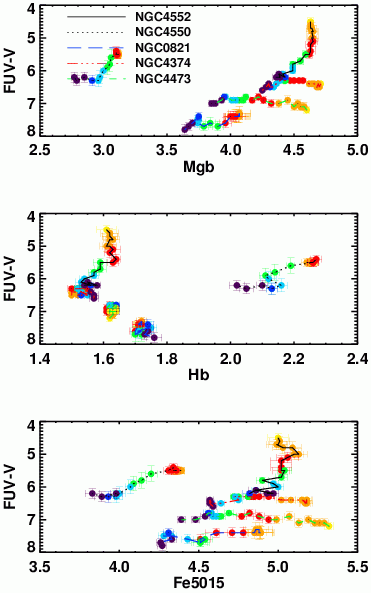 NGC4552
NGC4550
NGC0821
NGC4374
NGC4473
FUV-V
4
5
6
7
8
2.5 3.0 3.5 4.0 4.5 5.0
Mgb
FUV-V
4
5
6
7
8
1.4 1.6 1.8 2.0 2.2 2.4
Hb
FUV-V
4
5
6
7
8
3.5 4.0 4.5 5.0 5.5
Fe5015